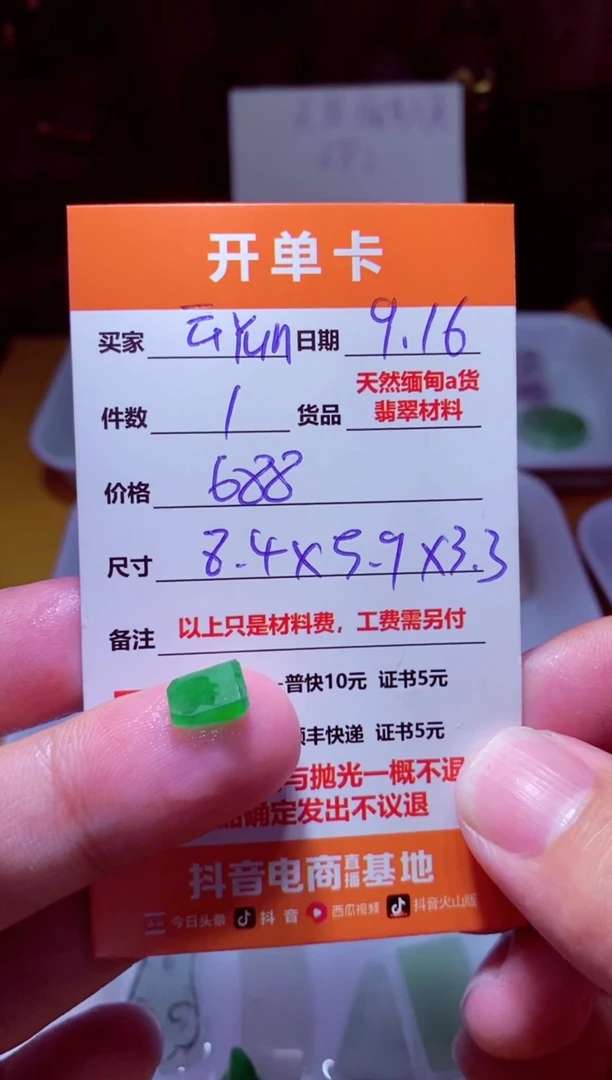 开单卡
买家 Yun 日期 9.16
件数 1 货品 天然缅甸a货
翡翠材料
价格 688
尺寸 8.4×5.9×3.3
备注 以上只是材料费，工费需另付
普快10元 证书5元
顺丰快递 证书5元
与抛光一概不退
品确定发出不议退
抖音电商直播基地
今日头条 抖音 西瓜视频 抖音火山版